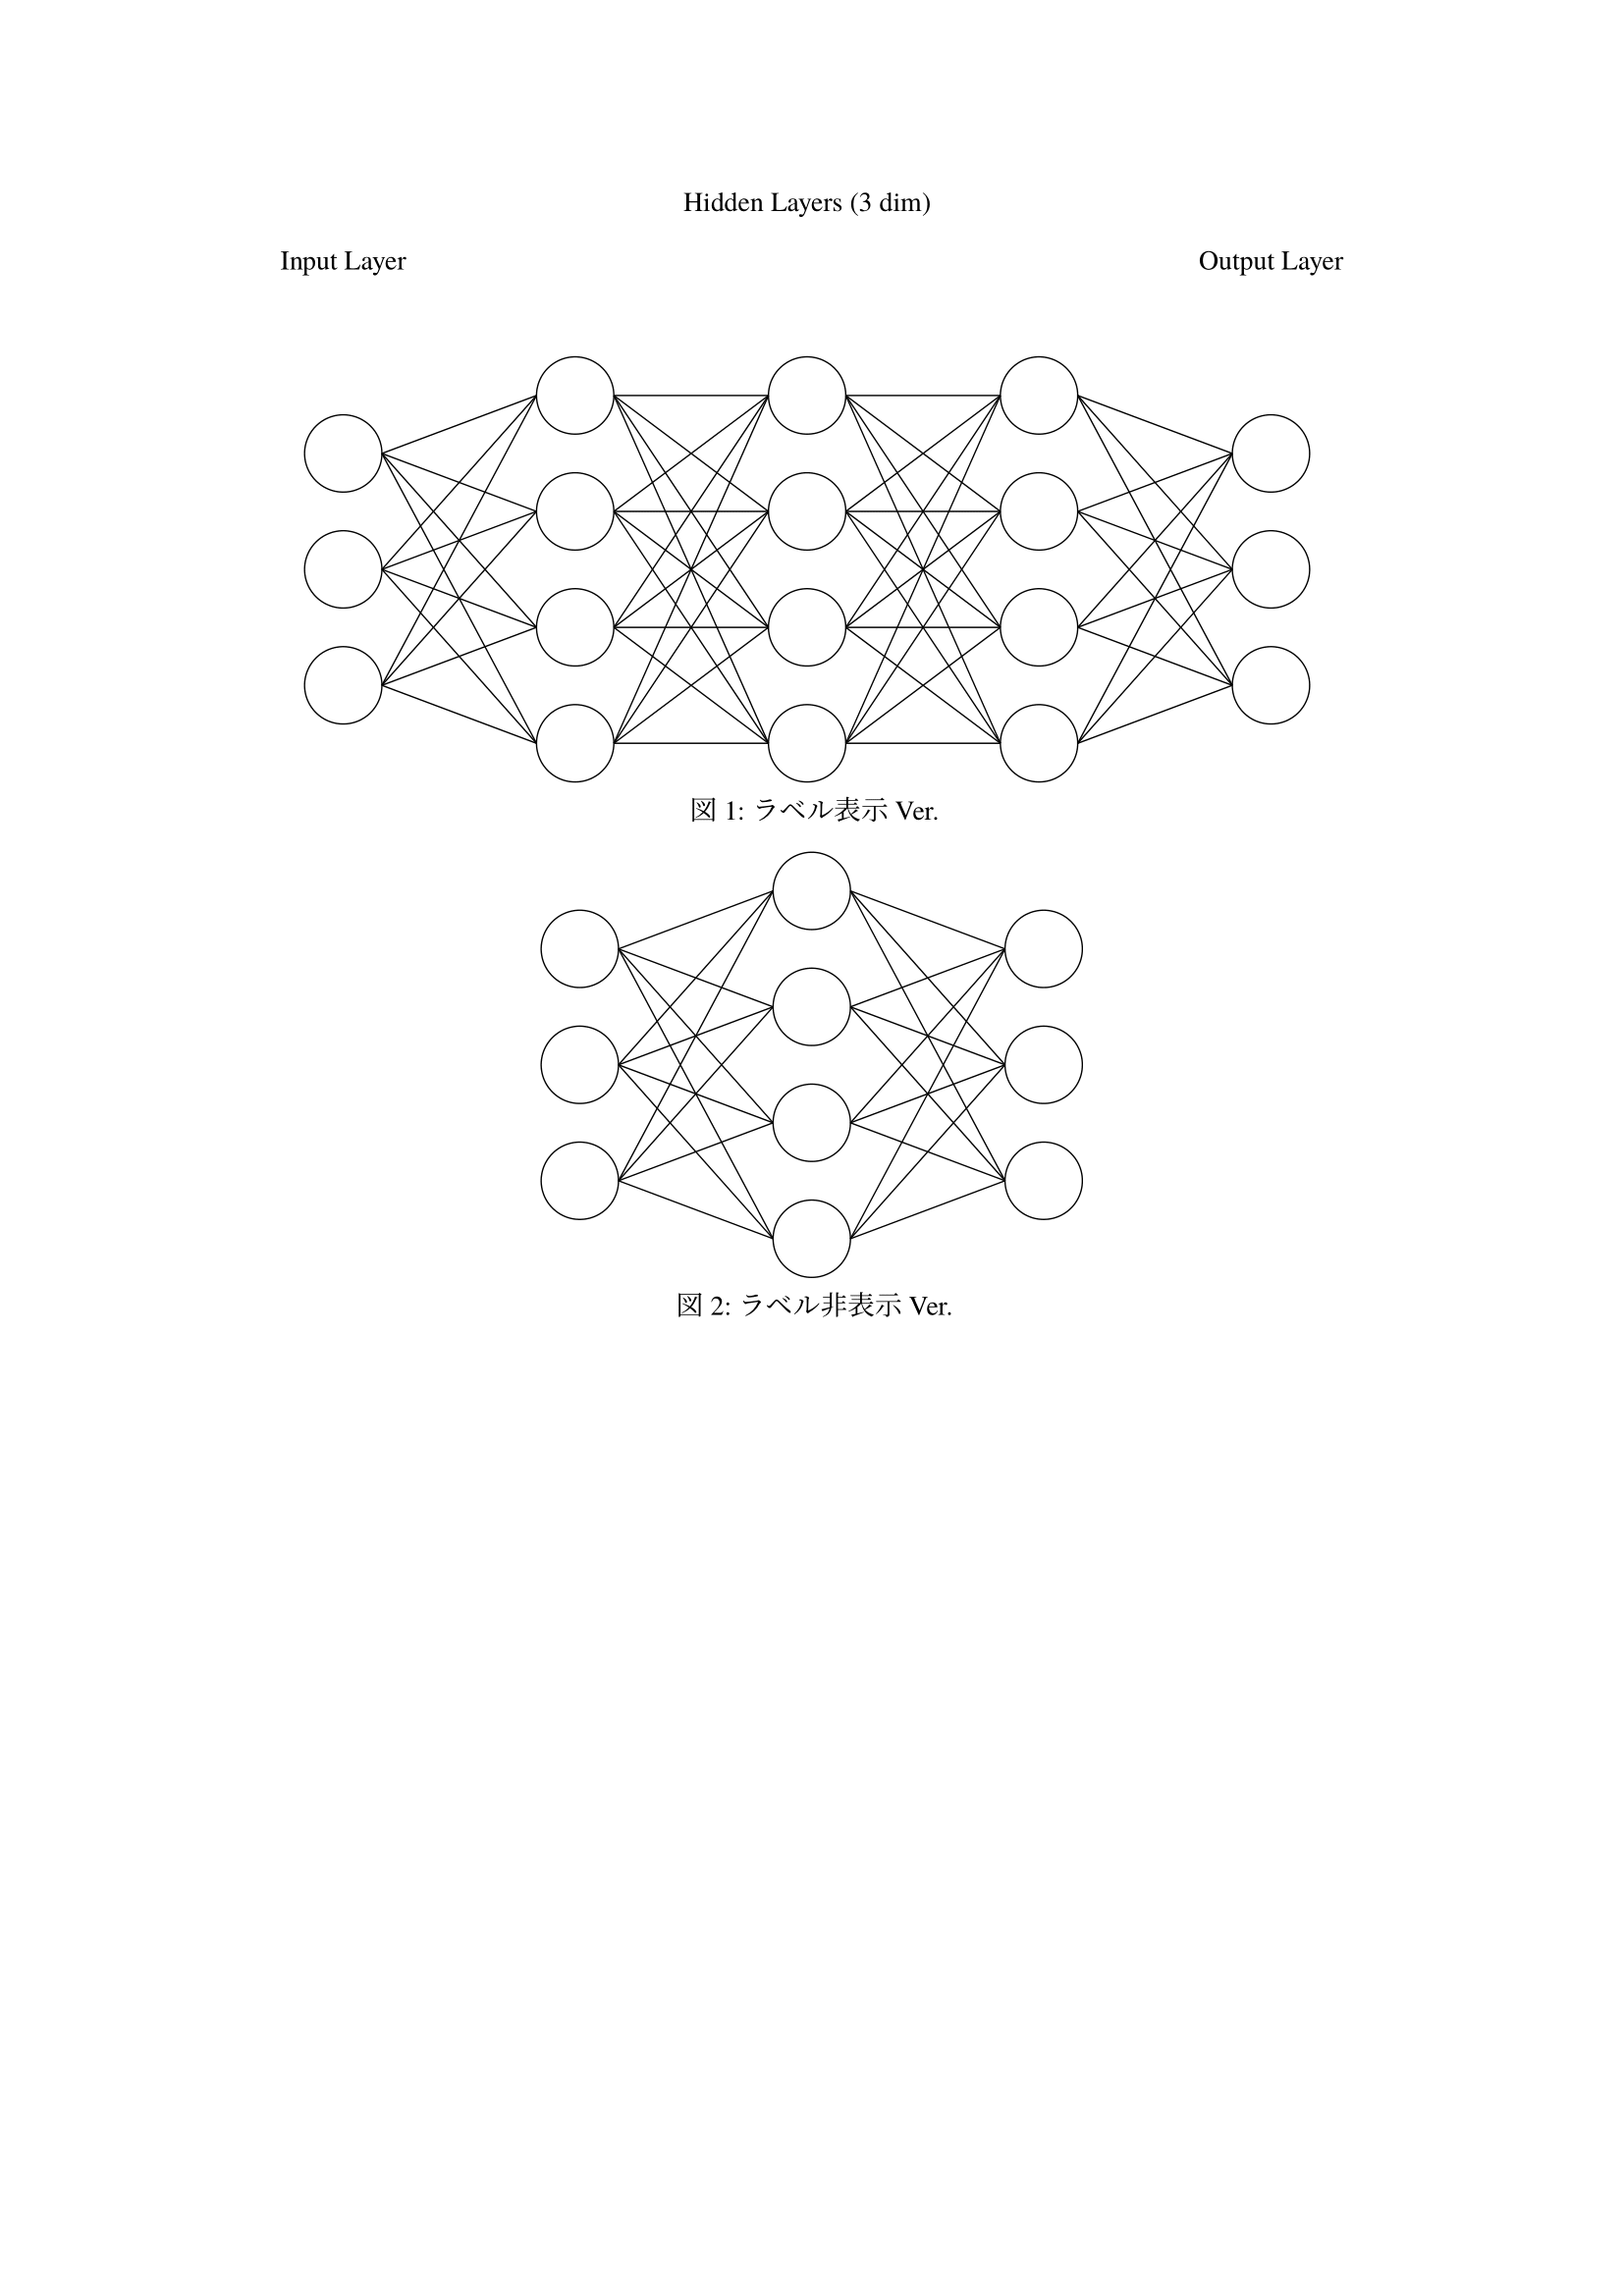 Hidden Layers (3 dim)
Input Layer
Output Layer
図 1: ラベル表示 Ver.
図 2: ラベル非表示 Ver.